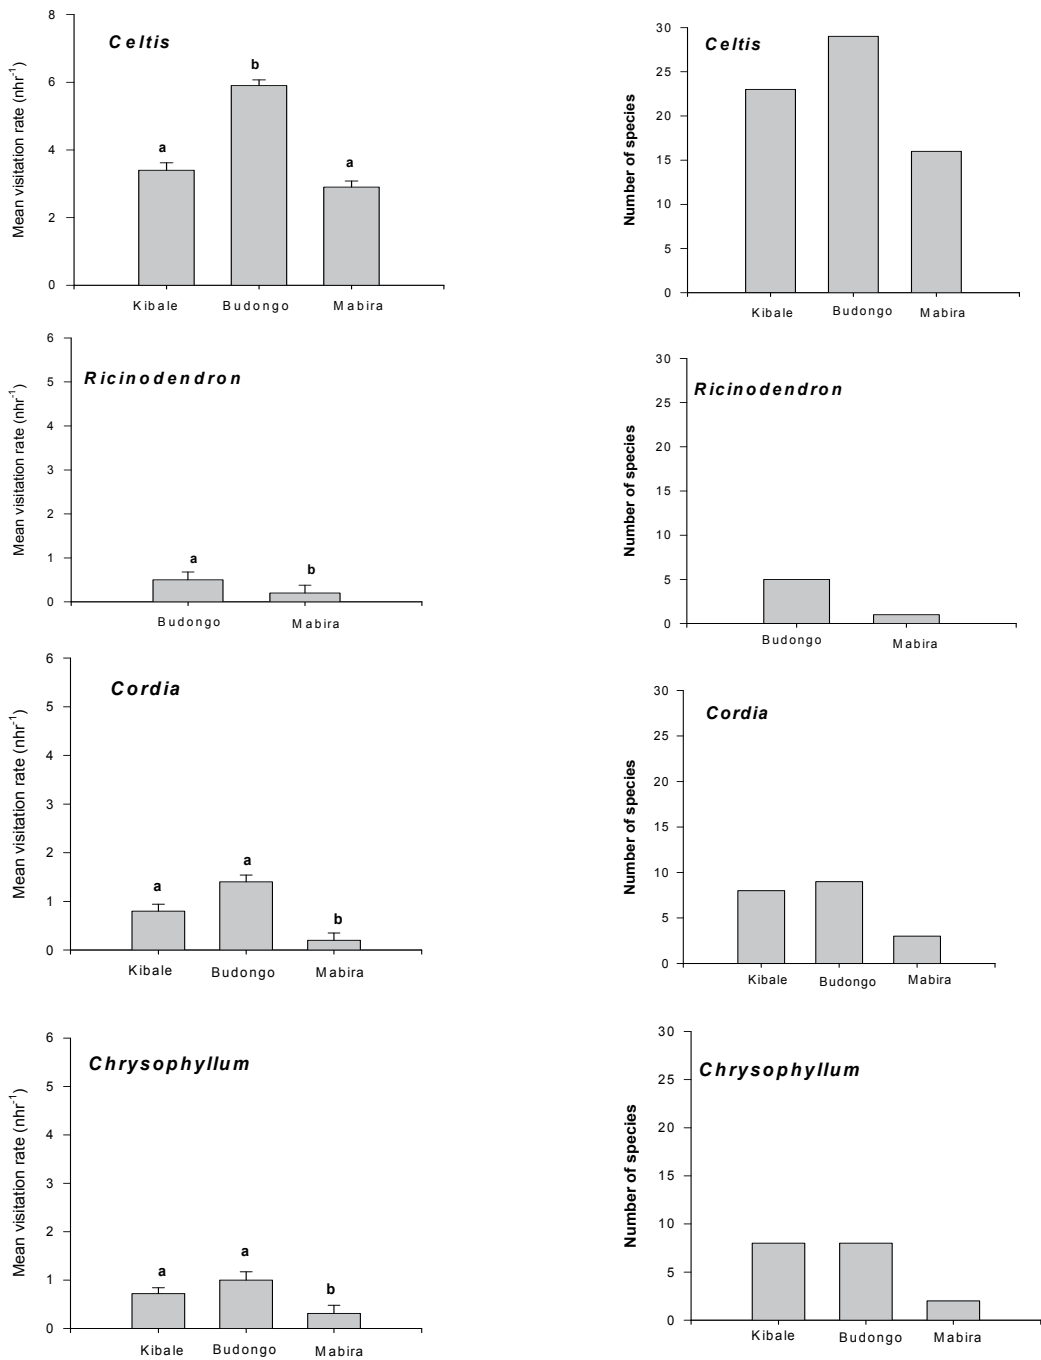 Celtis
Mean visitation rate (nhr-1)
8
6
4
2
0
a
b
a
Kibale
Budongo
Mabira
Celtis
Number of species
30
25
20
15
10
5
0
Kibale
Budongo
Mabira
Ricinodendron
Mean visitation rate (nhr-1)
6
5
4
3
2
1
0
a
b
Budongo
Mabira
Ricinodendron
Number of species
30
25
20
15
10
5
0
Budongo
Mabira
Cordia
Mean visitation rate (nhr-1)
6
5
4
3
2
1
0
a
a
b
Kibale
Budongo
Mabira
Cordia
Number of species
30
25
20
15
10
5
0
Kibale
Budongo
Mabira
Chrysophyllum
Mean visitation rate (nhr-1)
6
5
4
3
2
1
0
a
a
b
Kibale
Budongo
Mabira
Chrysophyllum
Number of species
30
25
20
15
10
5
0
Kibale
Budongo
Mabira